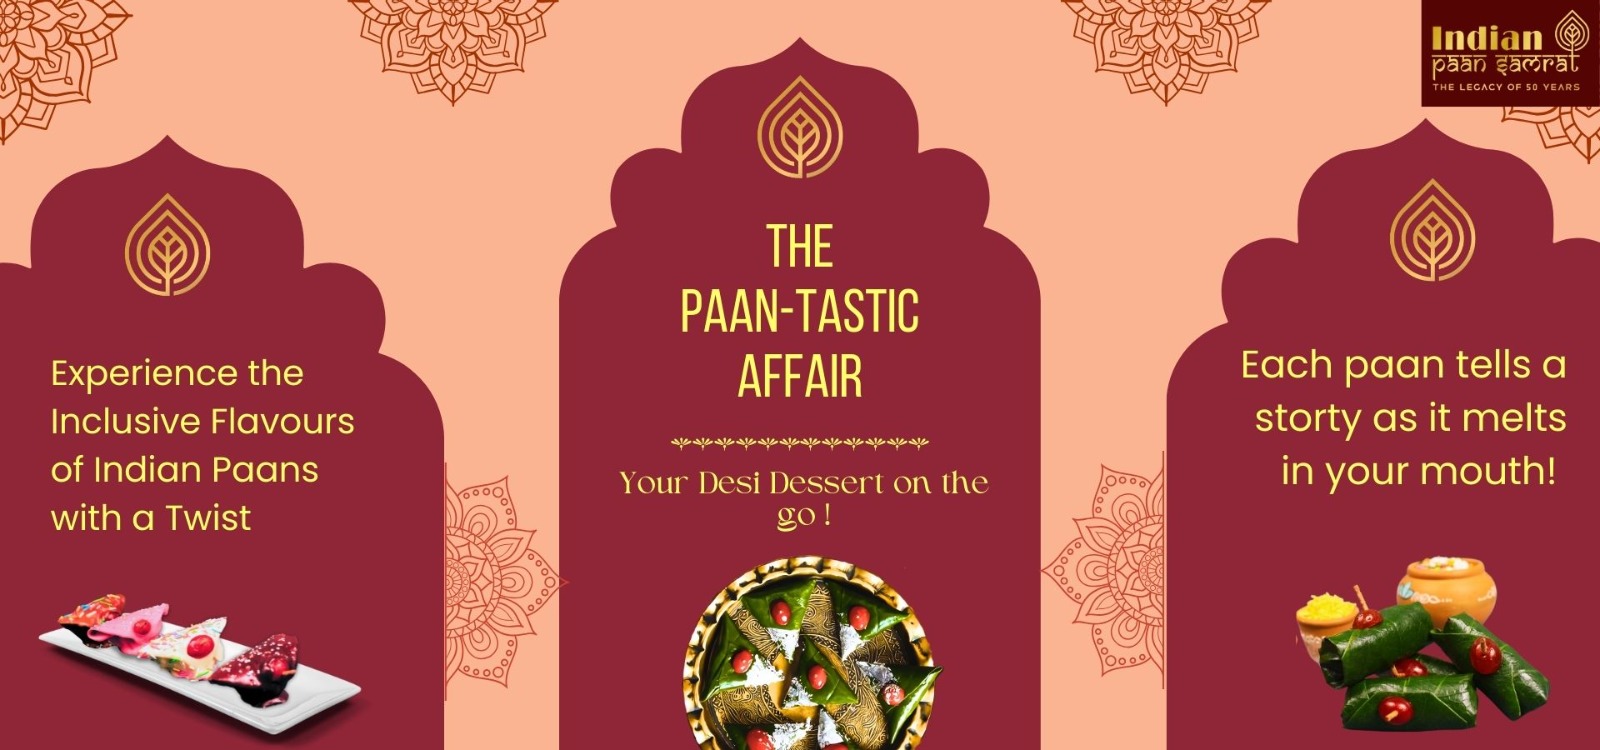 Indian
paan samrat
THE LEGACY OF 50 YEARS
THE
PAAN-TASTIC
AFFAIR
Your Desi Dessert on the
go !
Experience the
Inclusive Flavours
of Indian Paans
with a Twist
Each paan tells a
storty as it melts
in your mouth!